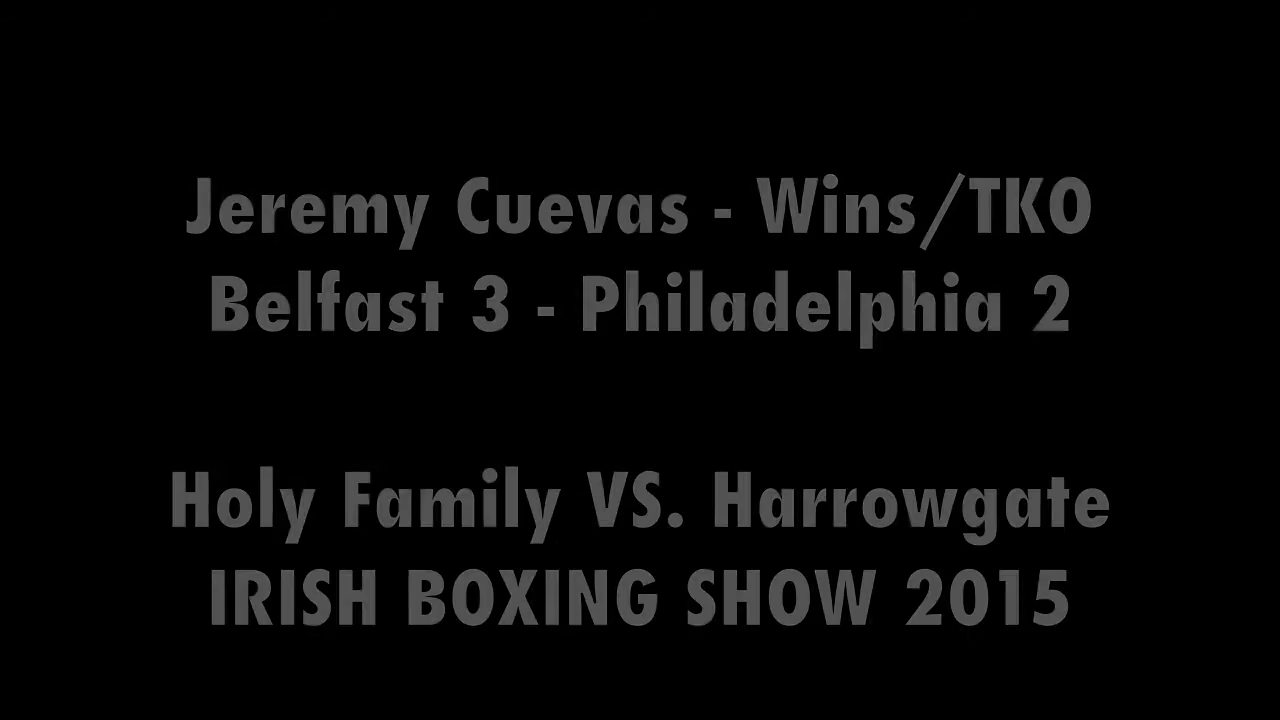 Jeremy Cuevas - Wins/TKO
Belfast 3 - Philadelphia 2
Holy Family VS. Harrowgate
IRISH BOXING SHOW 2015